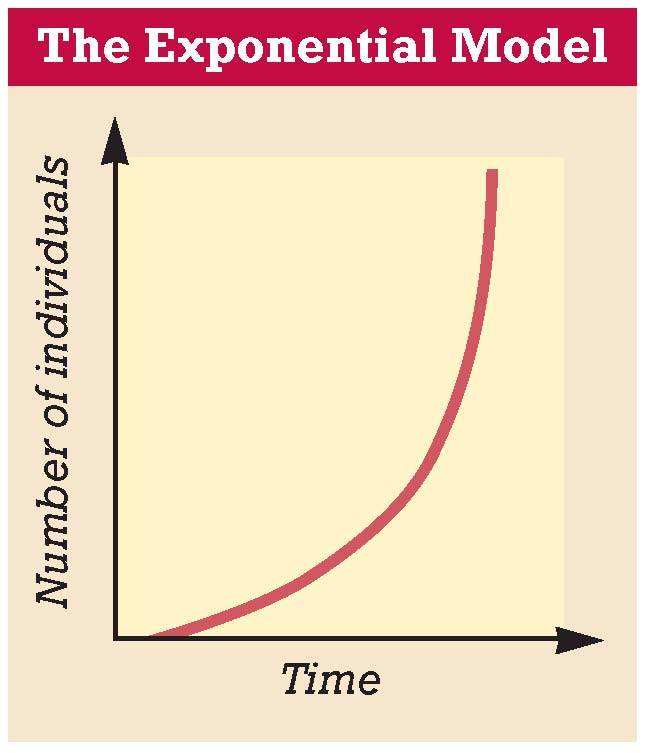 The Exponential Model
Number of individuals
Time